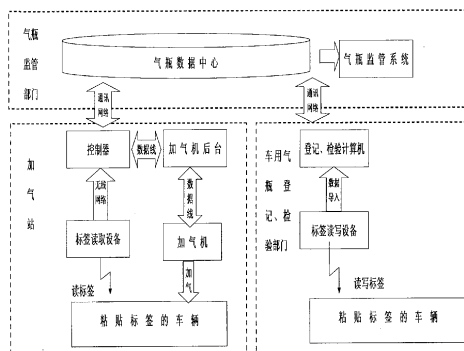 气瓶
监管
部门
气瓶数据中心
气瓶监管系统
通讯
网络
通讯
网络
加
气
站
控制器
数据线
加气机后台
无线
网络
数
据
线
标签读取设备
加气机
读标签
加
气
粘贴标签的车辆
车用气
瓶登
记、检
验部门
登记、检验计算机
数据
导入
标签读写设备
读写标签
粘贴标签的车辆